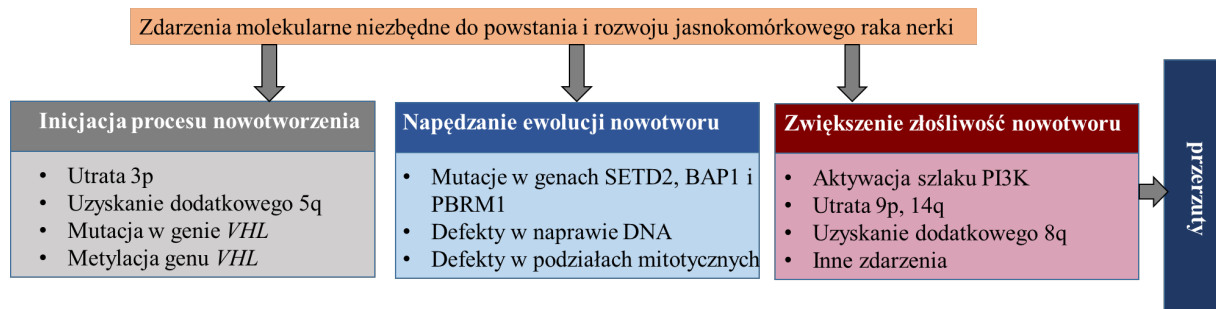 Zdarzenia molekularne niezbędne do powstania i rozwoju jasnokomórkowego raka nerki
Inicjacja procesu nowotworzenia
• Utrata 3p
• Uzyskanie dodatkowego 5q
• Mutacja w genie VHL
• Metylacja genu VHL
Napędzanie ewolucji nowotworu
• Mutacje w genach SETD2, BAP1 i
PBRM1
• Defekty w naprawie DNA
• Defekty w podziałach mitotycznych
Zwiększenie złośliwość nowotworu
• Aktywacja szlaku PI3K
• Utrata 9p, 14q
• Uzyskanie dodatkowego 8q
• Inne zdarzenia
przerzuty